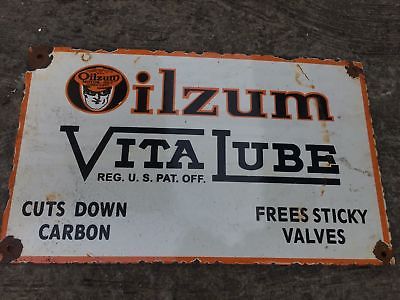 Oilzum
Oilzum
VITA LUBE
REG. U. S. PAT. OFF.
CUTS DOWN
CARBON
FREES STICKY
VALVES